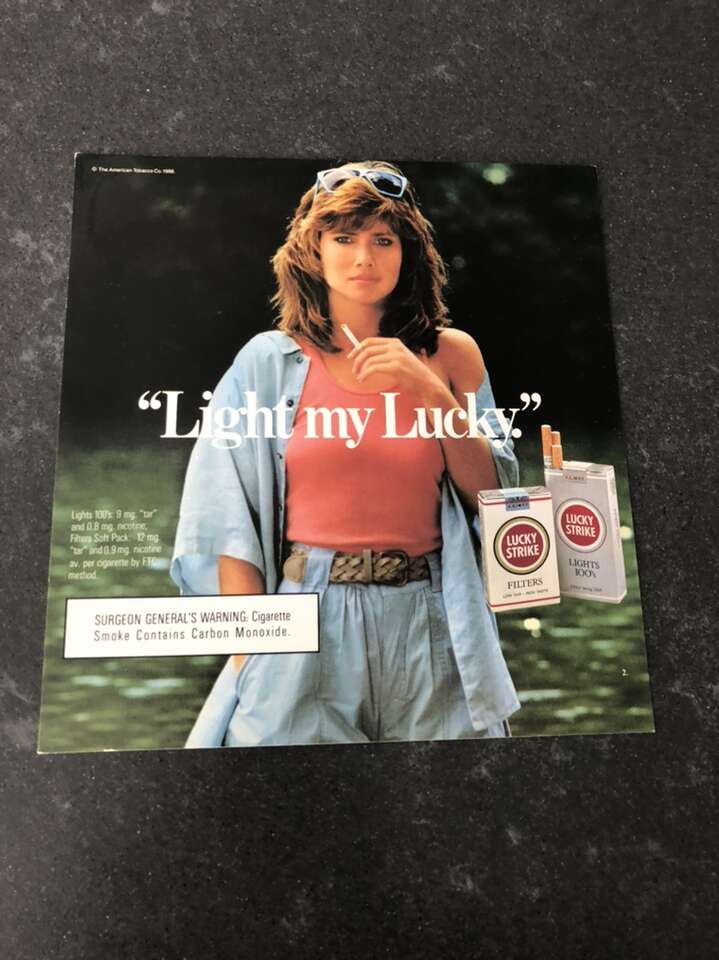 © The American Tobacco Co. 1986.
“Light my Lucky.”
Lights 100's: 9 mg. "tar"
and 0.8 mg. nicotine;
Filters Soft Pack: 12 mg.
"tar" and 0.9 mg. nicotine
av. per cigarette by FTC
method.
SURGEON GENERAL'S WARNING: Cigarette
Smoke Contains Carbon Monoxide.
LUCKY
STRIKE
FILTERS
LUCKY
STRIKE
LIGHTS
100's
2.